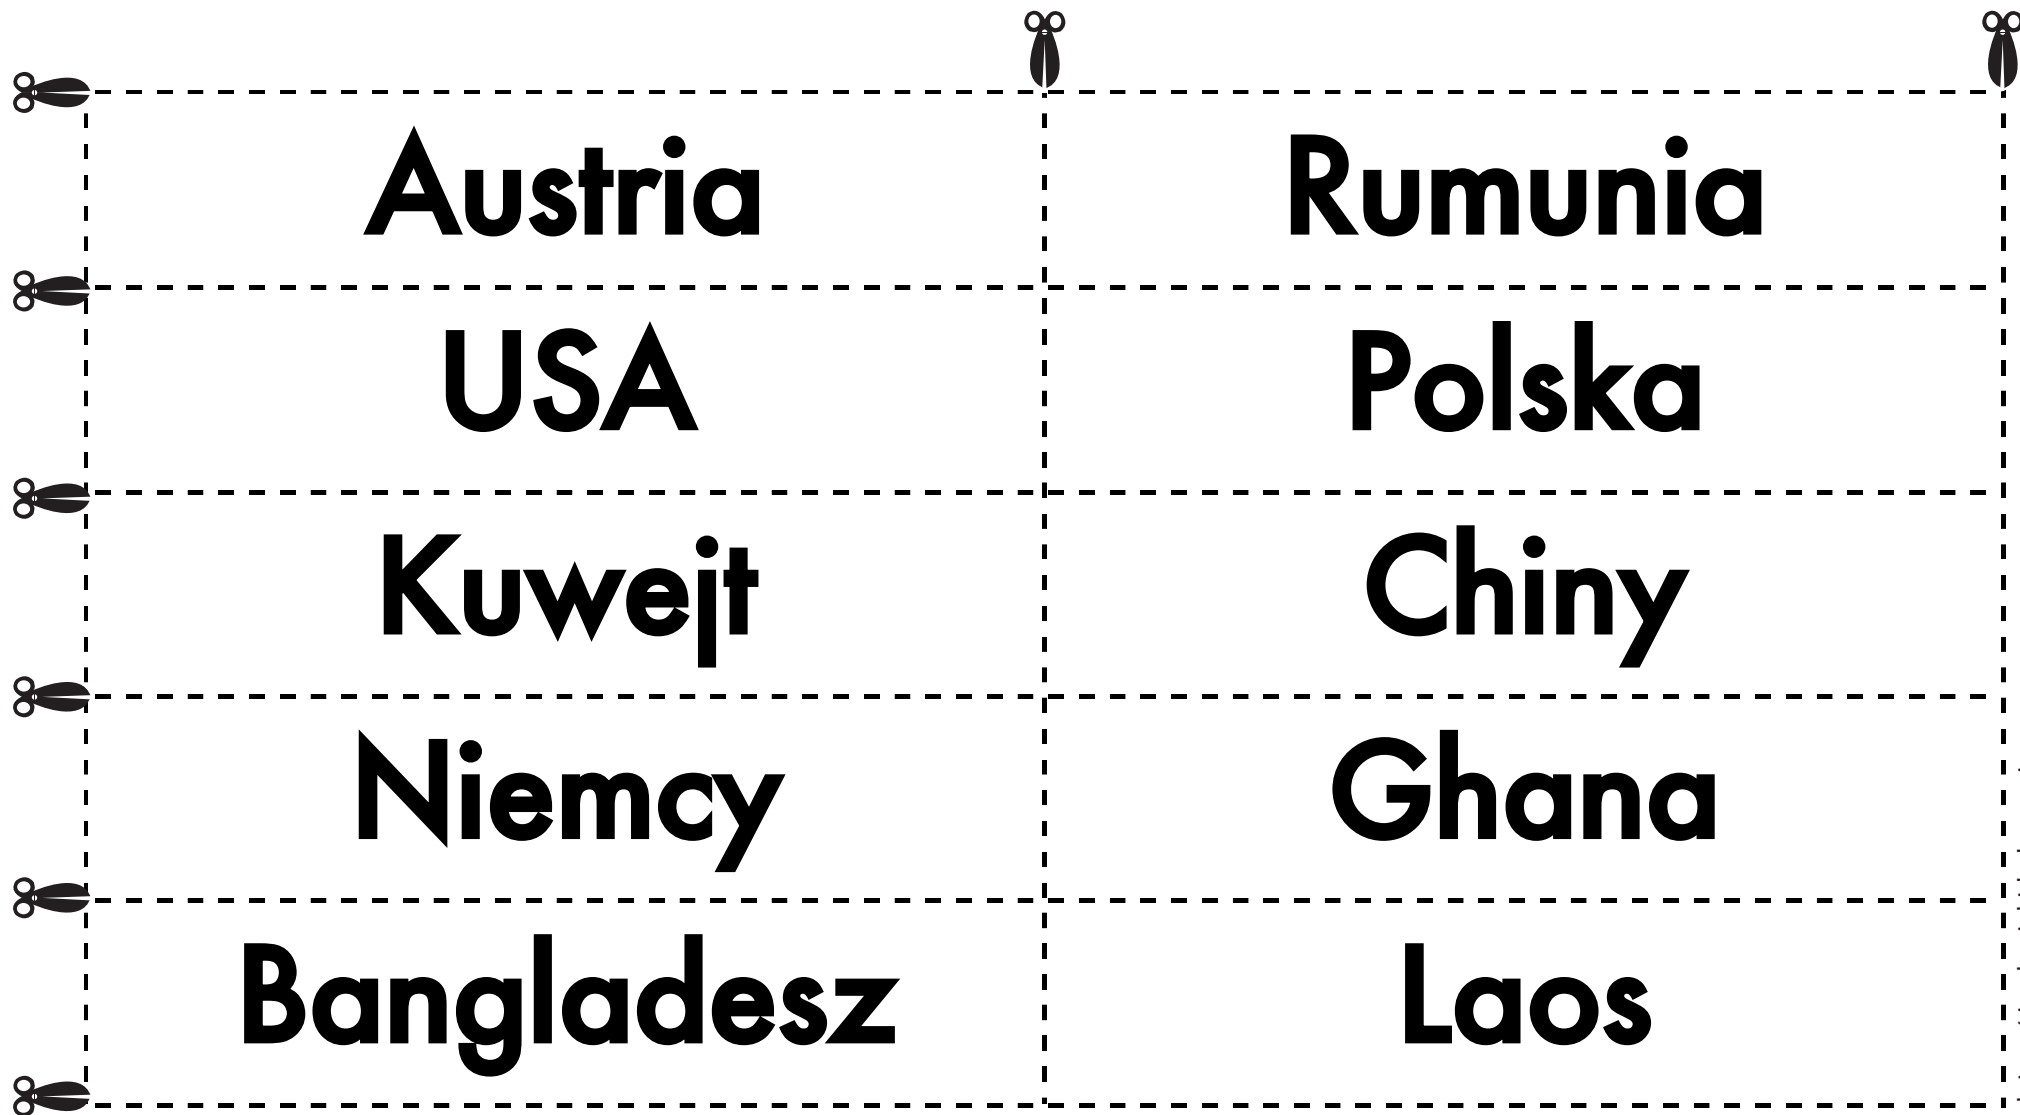 Austria
Rumunia
USA
Polska
Kuwejt
Chiny
Niemcy
Ghana
Bangladesz
Laos